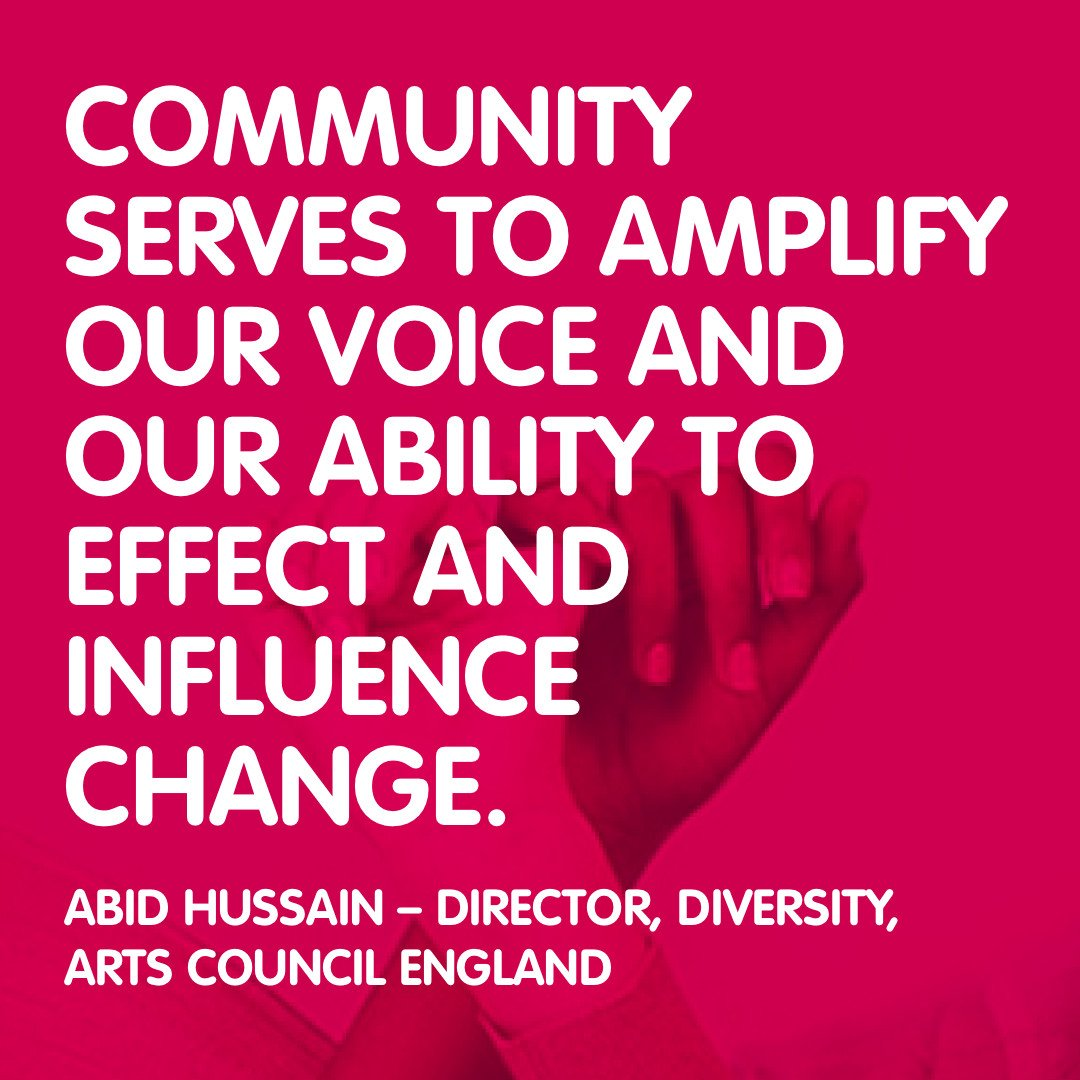 COMMUNITY
SERVES TO AMPLIFY
OUR VOICE AND
OUR ABILITY TO
EFFECT AND
INFLUENCE
CHANGE.
ABID HUSSAIN – DIRECTOR, DIVERSITY,
ARTS COUNCIL ENGLAND